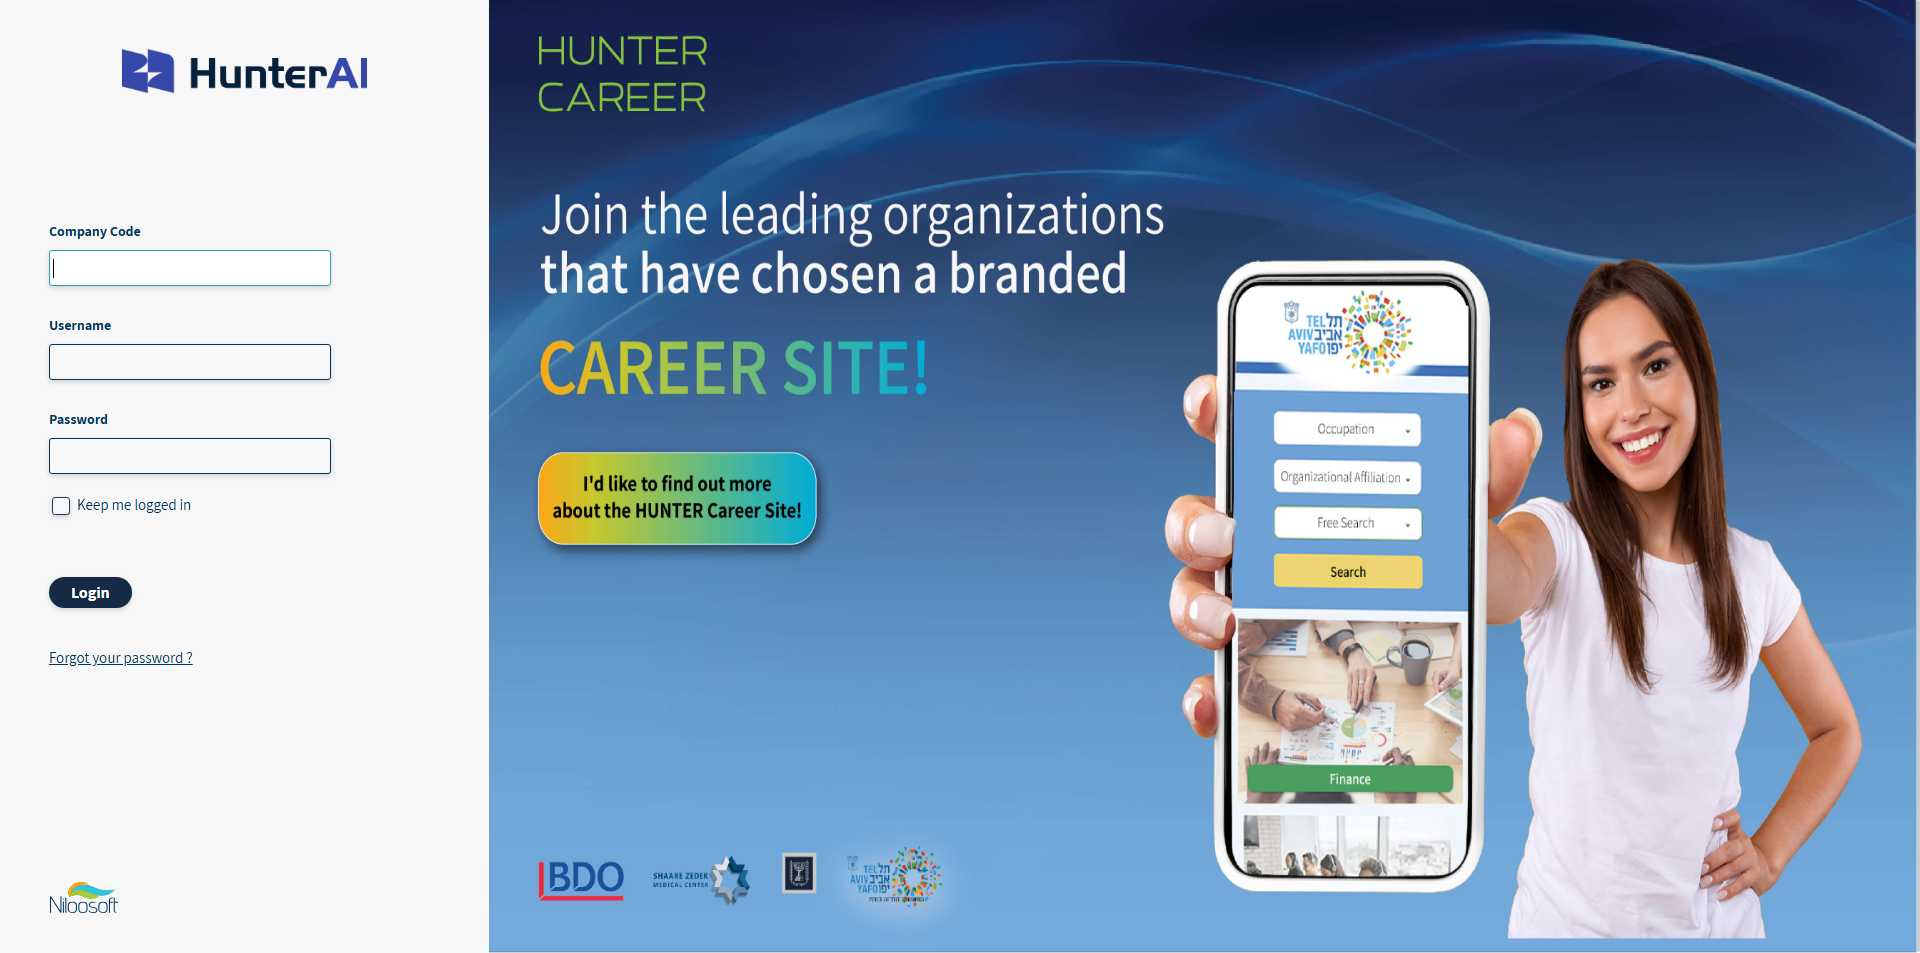 HunterAI
Company Code
Username
Password
Keep me logged in
Login
Forgot your password ?
Niloosoft
HUNTER
CAREER
Join the leading organizations
that have chosen a branded
CAREER SITE!
I'd like to find out more
about the HUNTER Career Site!
TEL תל
AVIV אביב
YAFO יפו
Occupation
Organizational Affiliation
Free Search
Search
Finance
BDO
SHAARE ZEDEK
MEDICAL CENTER
TEL תל
AVIV אביב
YAFO יפו